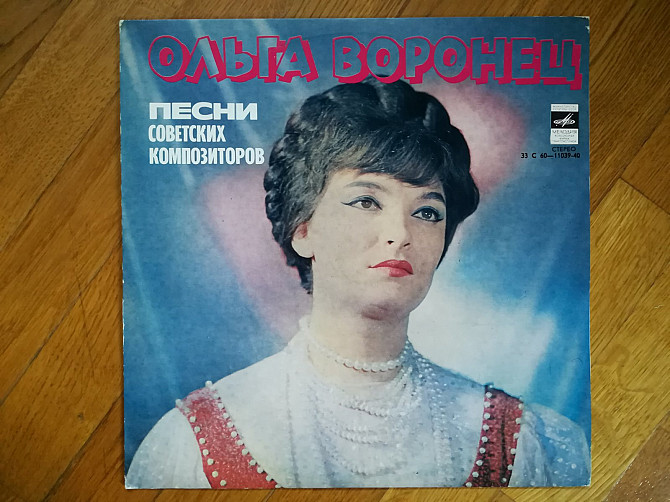 ОЛЬГА ВОРОНЕЦ
ПЕСНИ
СОВЕТСКИХ
КОМПОЗИТОРОВ
МЕЛОДИЯ
СТЕРЕО
33 С 60—11039-40